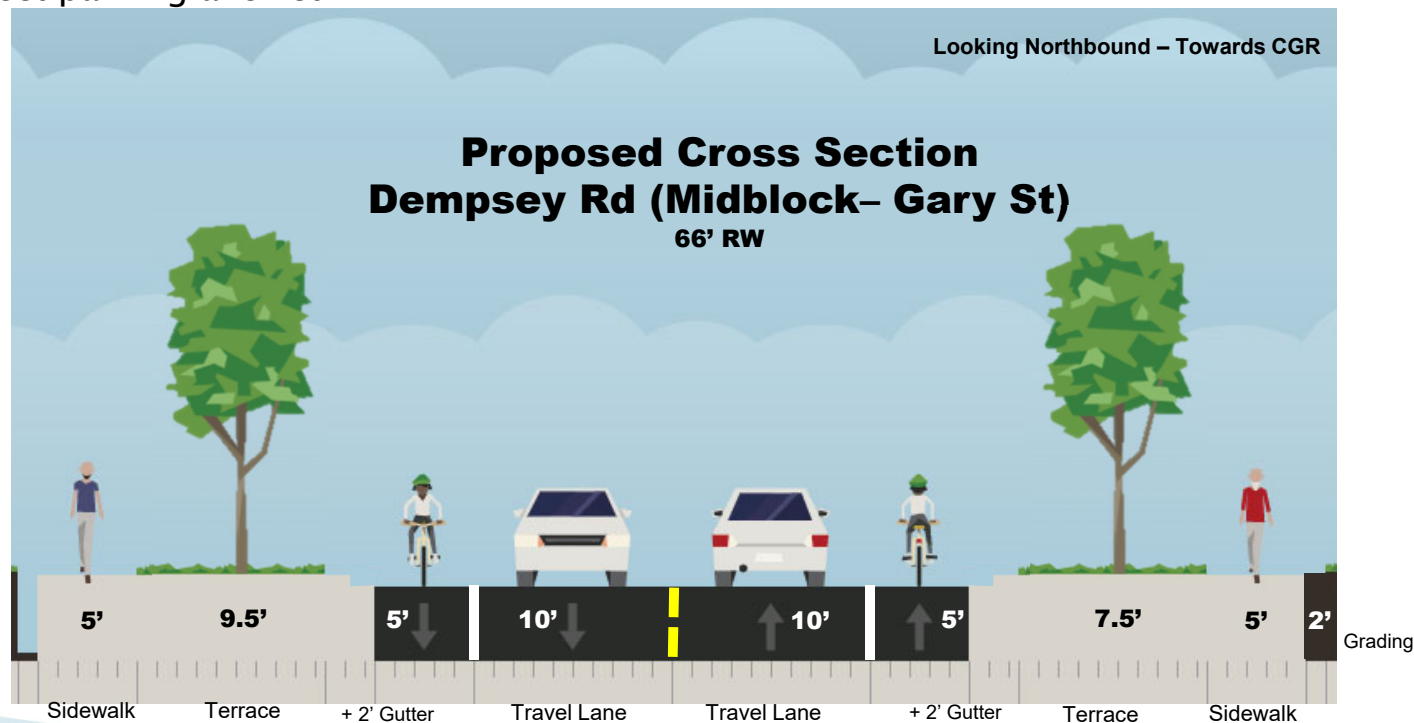 Looking Northbound – Towards CGR
Proposed Cross Section
Dempsey Rd (Midblock– Gary St)
66’ RW
5’ 9.5’ 5’ 10’ 10’ 5’ 7.5’ 5’ 2’
Grading
Sidewalk Terrace + 2’ Gutter Travel Lane Travel Lane + 2’ Gutter Terrace Sidewalk